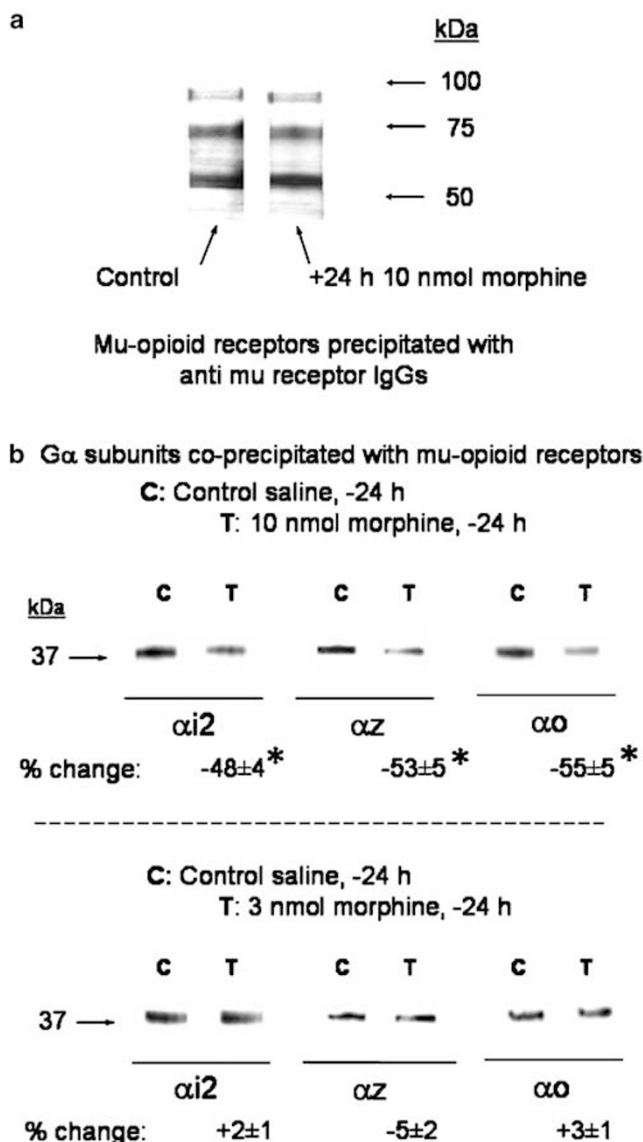 a
kDa
100
75
50
Control
+24 h 10 nmol morphine
Mu-opioid receptors precipitated with
anti mu receptor IgGs
b Gα subunits co-precipitated with mu-opioid receptors
C: Control saline, -24 h
T: 10 nmol morphine, -24 h
kDa C T C T C T
37
αi2 αz αo
% change: -48±4* -53±5* -55±5*
C: Control saline, -24 h
T: 3 nmol morphine, -24 h
C T C T C T
37
αi2 αz αo
% change: +2±1 -5±2 +3±1